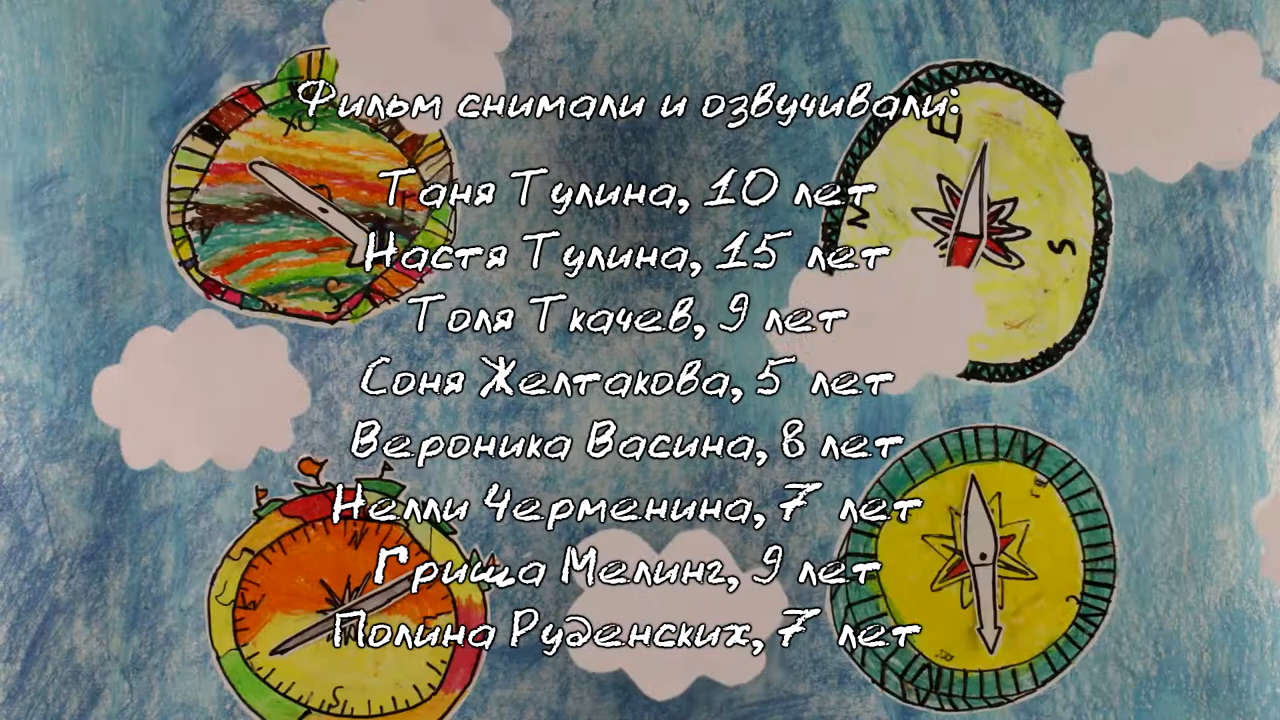 Фильм снимали и озвучивали:
Таня Тулина, 10 лет
Настя Тулина, 15 лет
Толя Ткачев, 9 лет
Соня Желтакова, 5 лет
Вероника Васина, 8 лет
Нелли Черменина, 7 лет
Гриша Мелинг, 9 лет
Полина Руденских, 7 лет